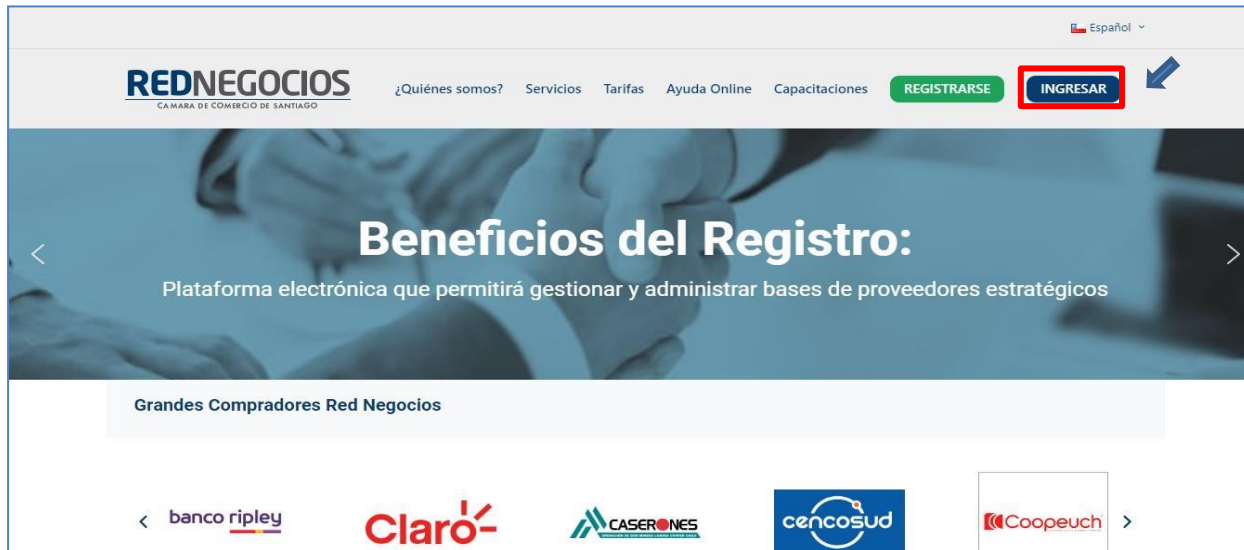 Español
REDNEGOCIOS
CAMARA DE COMERCIO DE SANTIAGO
¿Quiénes somos? Servicios Tarifas Ayuda Online Capacitaciones REGISTRARSE INGRESAR
Beneficios del Registro:
Plataforma electrónica que permitirá gestionar y administrar bases de proveedores estratégicos
Grandes Compradores Red Negocios
banco ripley
Claro
CASERONES
cencosud
Coopeuch